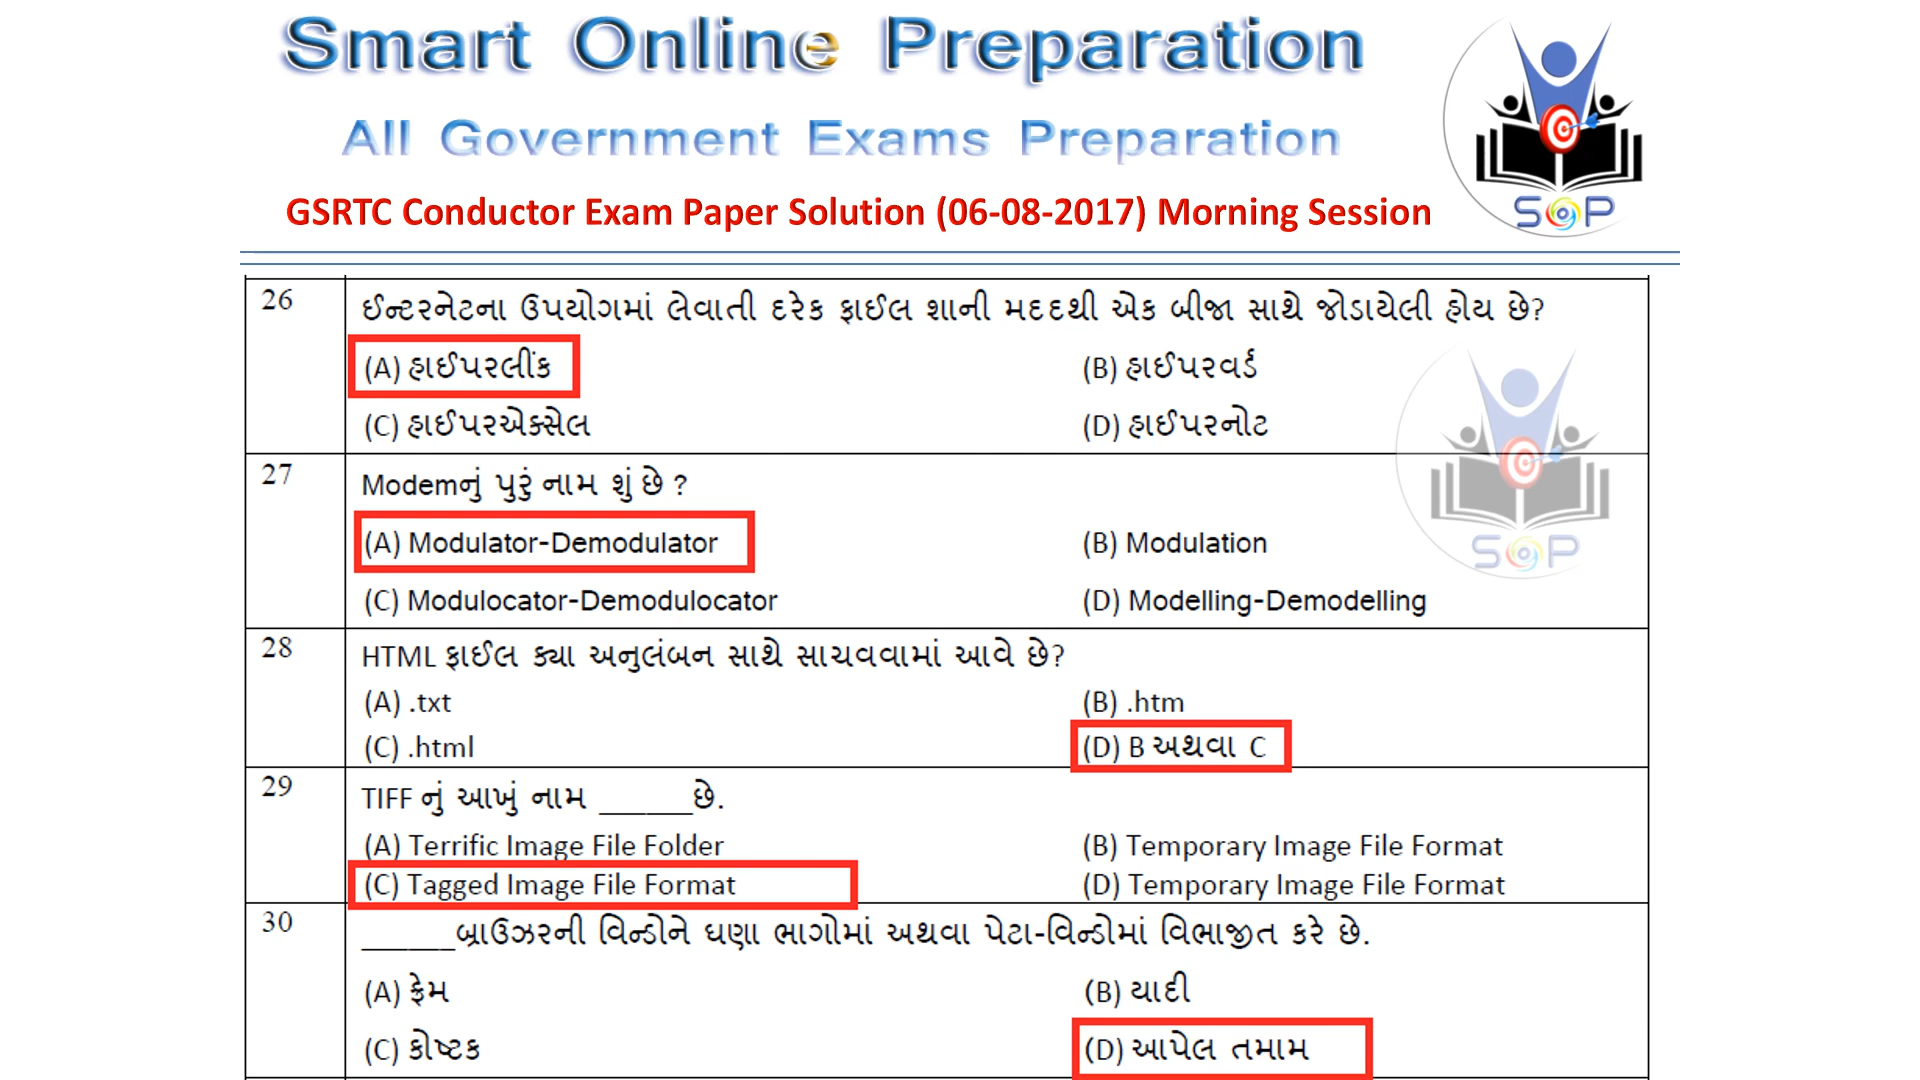 Smart Online Preparation
All Government Exams Preparation
GSRTC Conductor Exam Paper Solution (06-08-2017) Morning Session
SOP
26 ઈન્ટરનેટના ઉપયોગમાં લેવાતી દરેક ફાઈલ શાની મદદથી એક બીજા સાથે જોડાયેલી હોય છે?
(A) હાઈપરલીંક (B) હાઈપરવર્ડ
(C) હાઈપરએક્સેલ (D) હાઈપરનોટ
27 Modemનું પુરું નામ શું છે ?
(A) Modulator-Demodulator (B) Modulation
(C) Modulocator-Demodulocator (D) Modelling-Demodelling
SOP
28 HTML ફાઈલ ક્યા અનુલંબન સાથે સાચવવામાં આવે છે?
(A) .txt (B) .htm
(C) .html (D) B અથવા C
29 TIFF નું આખું નામ ______છે.
(A) Terrific Image File Folder (B) Temporary Image File Format
(C) Tagged Image File Format (D) Temporary Image File Format
30 ______બ્રાઉઝરની વિન્ડોને ઘણા ભાગોમાં અથવા પેટા-વિન્ડોમાં વિભાજીત કરે છે.
(A) ફ્રેમ (B) યાદી
(C) કોષ્ટક (D) આપેલ તમામ